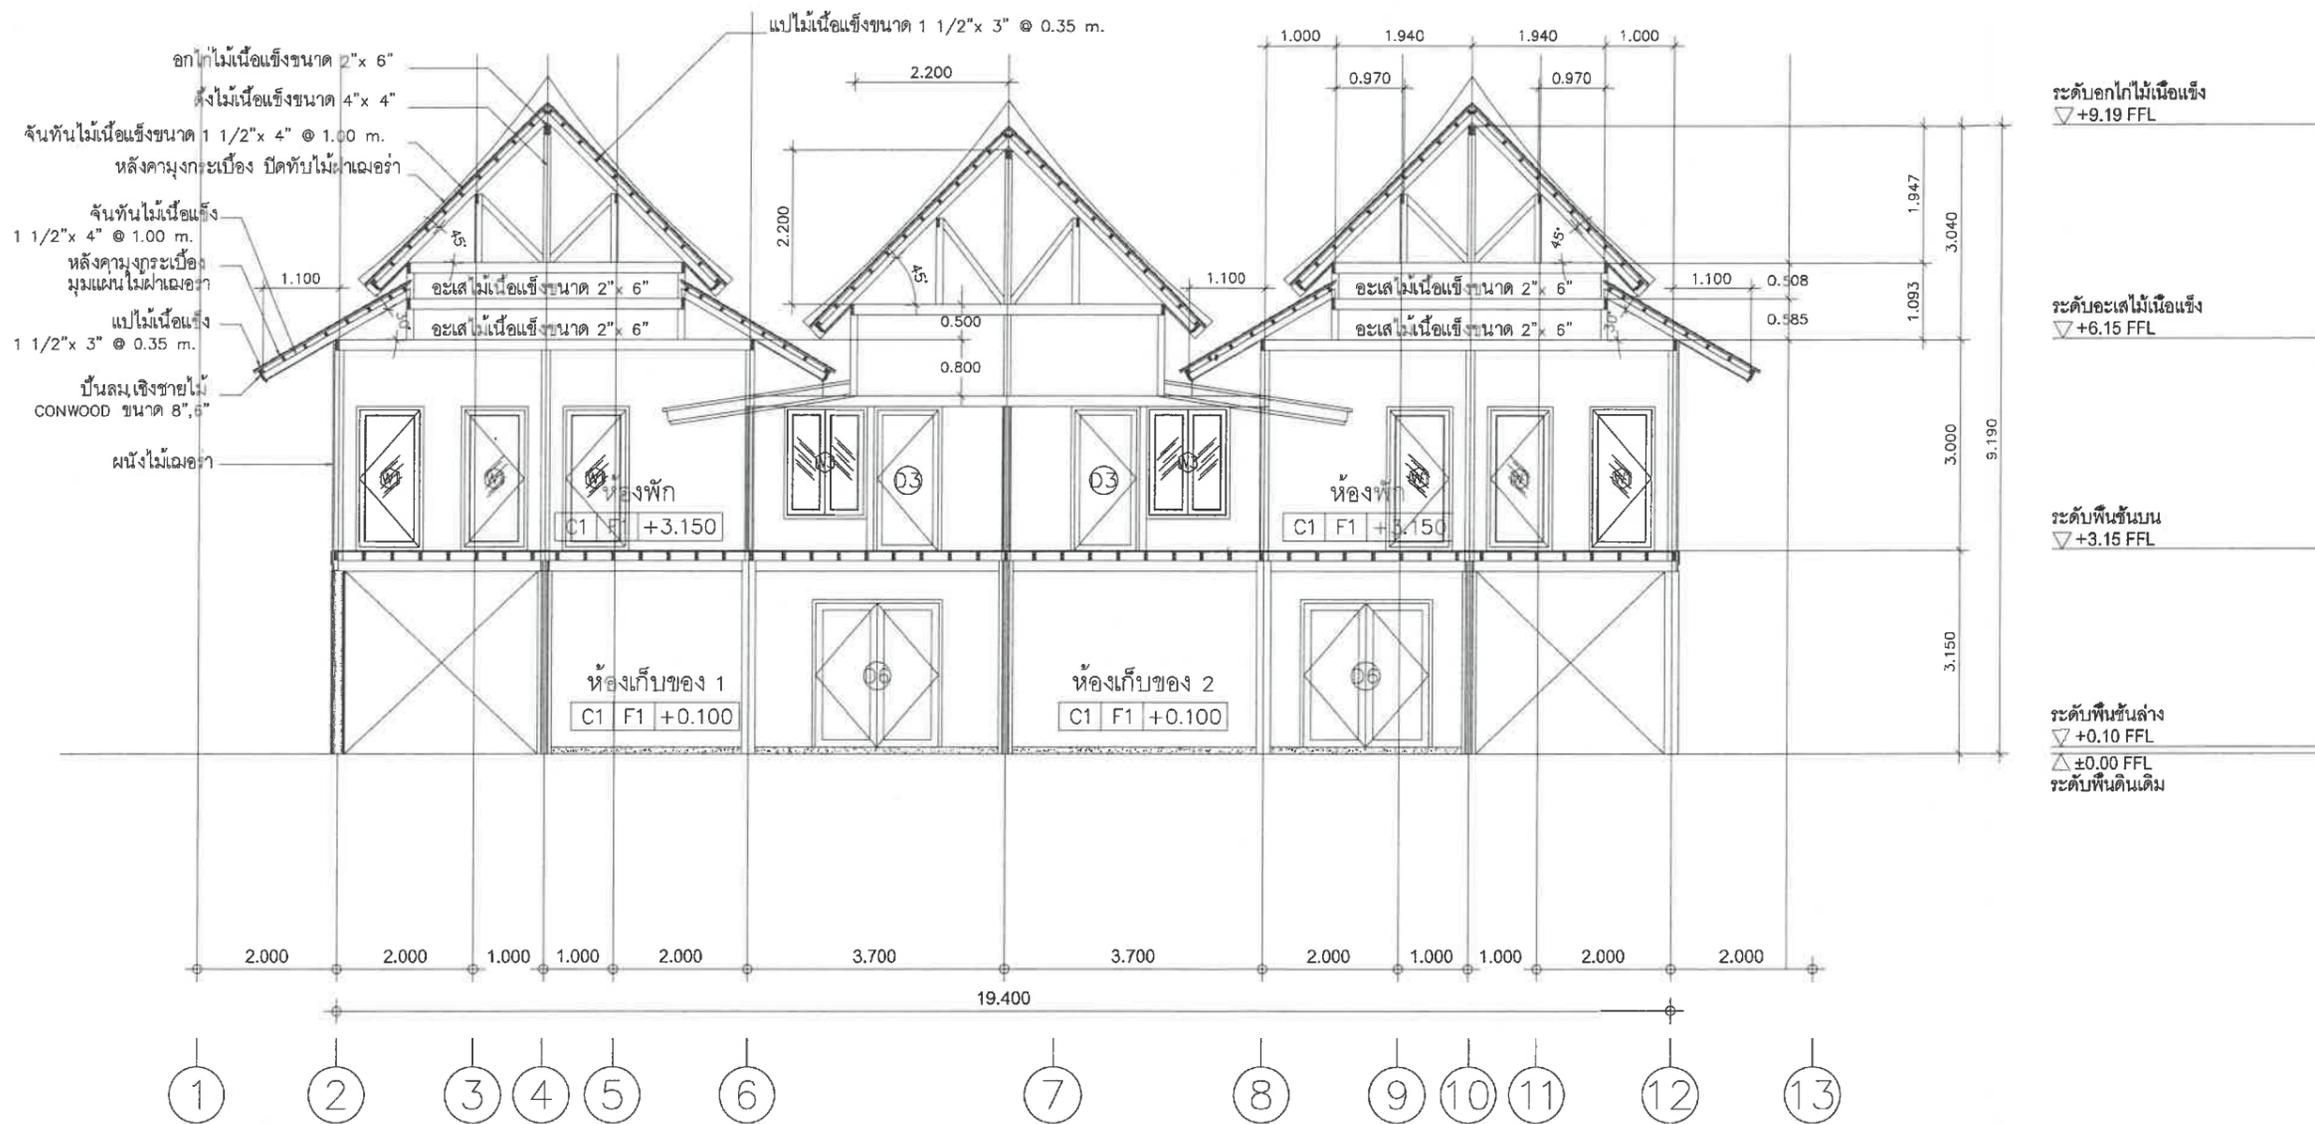 แปไม้เนื้อแข็งขนาด 1 1/2"x 3" @ 0.35 m.
อกไก่ไม้เนื้อแข็งขนาด 2"x 6"
ดั้งไม้เนื้อแข็งขนาด 4"x 4"
จันทันไม้เนื้อแข็งขนาด 1 1/2"x 4" @ 1.00 m.
หลังคามุงกระเบื้อง ปิดทับไม้ฝาเฌอร่า
จันทันไม้เนื้อแข็ง
1 1/2"x 4" @ 1.00 m.
หลังคามุงกระเบื้อง
มุมแผ่นไม้ฝาเฌอร่า
แปไม้เนื้อแข็ง
1 1/2"x 3" @ 0.35 m.
ปั้นลม,เชิงชายไม้
CONWOOD ขนาด 8",6"
ผนังไม้เฌอร่า
1.100
45°
30°
อะเสไม้เนื้อแข็งขนาด 2"x 6"
อะเสไม้เนื้อแข็งขนาด 2"x 6"
2.200
2.200
45°
0.500
0.800
1.100
1.000 1.940 1.940 1.000
0.970 0.970
45°
30°
อะเสไม้เนื้อแข็งขนาด 2"x 6"
อะเสไม้เนื้อแข็งขนาด 2"x 6"
1.100
0.508
0.585
1.947
1.093
3.040
3.000
3.150
9.190
ระดับอกไก่ไม้เนื้อแข็ง
+9.19 FFL
ระดับอะเสไม้เนื้อแข็ง
+6.15 FFL
ระดับพื้นชั้นบน
+3.15 FFL
ระดับพื้นชั้นล่าง
+0.10 FFL
±0.00 FFL
ระดับพื้นดินเดิม
W3 D3 D3 W3
ห้องพัก
C1 F1 +3.150
ห้องพัก
C1 F1 +3.150
ห้องเก็บของ 1
C1 F1 +0.100
D6
ห้องเก็บของ 2
C1 F1 +0.100
D6
2.000 2.000 1.000 1.000 2.000 3.700 3.700 2.000 1.000 1.000 2.000 2.000
19.400
1 2 3 4 5 6 7 8 9 10 11 12 13